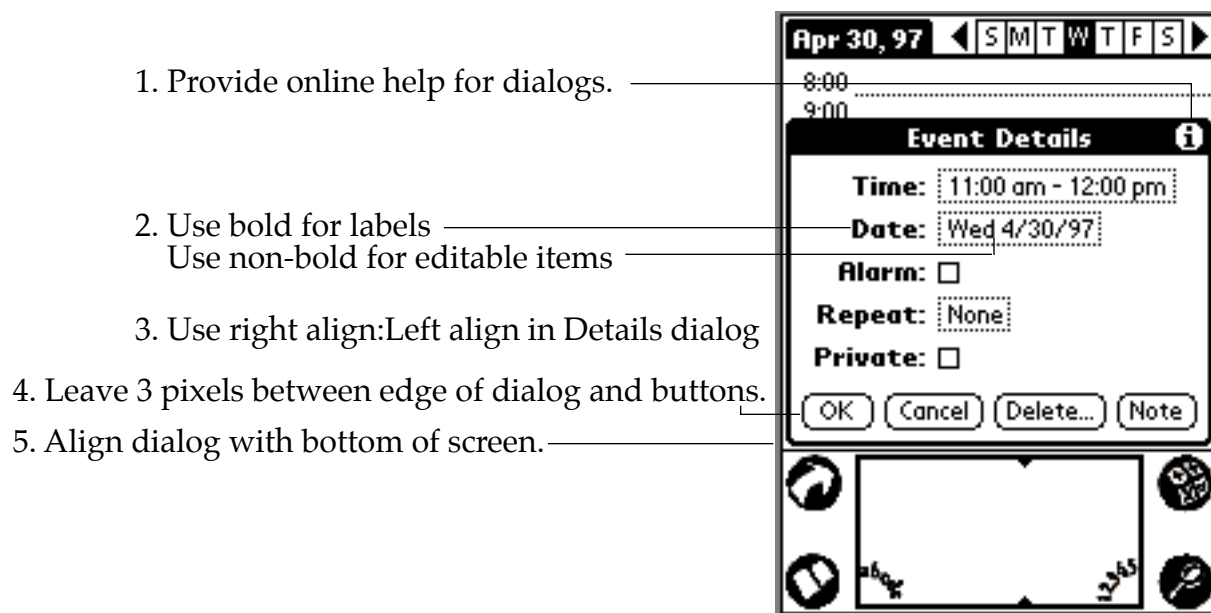 1. Provide online help for dialogs.
2. Use bold for labels
Use non-bold for editable items
3. Use right align:Left align in Details dialog
4. Leave 3 pixels between edge of dialog and buttons.
5. Align dialog with bottom of screen.
Apr 30, 97 S M T W T F S
8:00
9:00
Event Details i
Time: 11:00 am - 12:00 pm
Date: Wed 4/30/97
Alarm:
Repeat: None
Private:
OK Cancel Delete... Note
12345